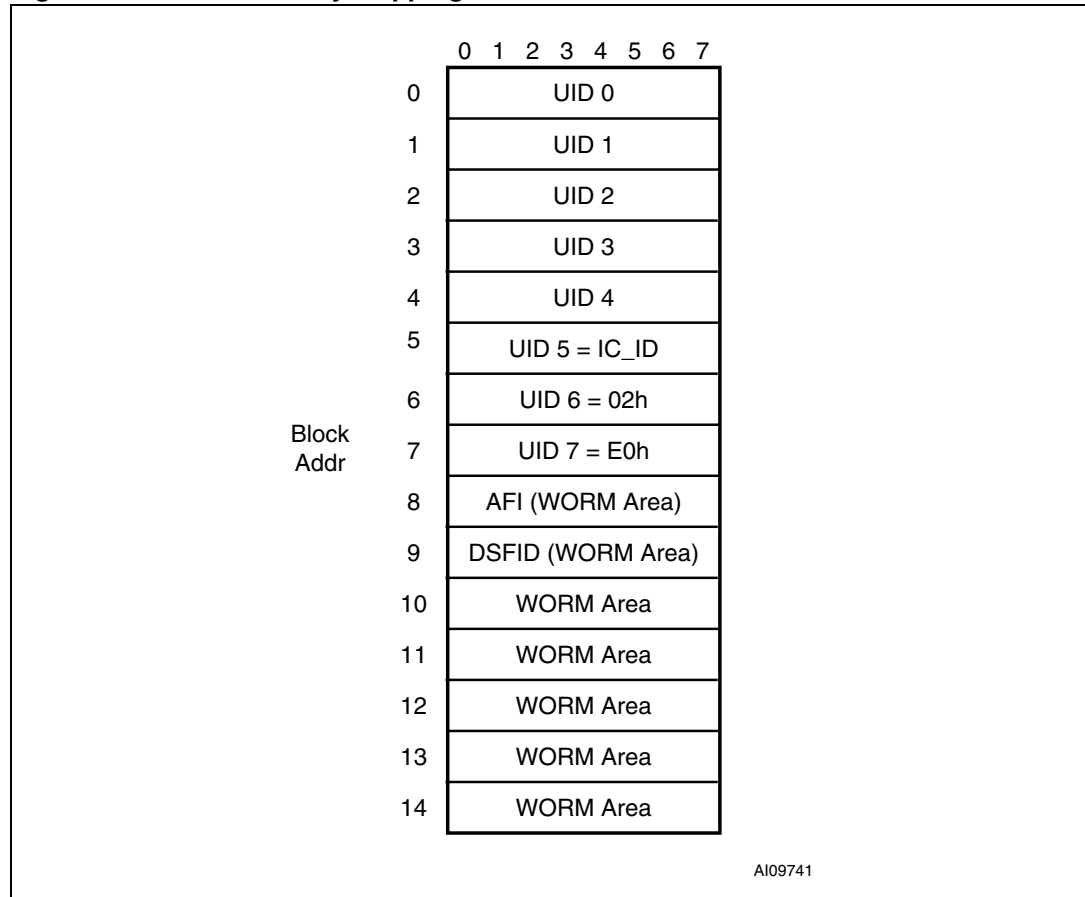 0 1 2 3 4 5 6 7
0 UID 0
1 UID 1
2 UID 2
3 UID 3
4 UID 4
5 UID 5 = IC_ID
6 UID 6 = 02h
Block Addr
7 UID 7 = E0h
8 AFI (WORM Area)
9 DSFID (WORM Area)
10 WORM Area
11 WORM Area
12 WORM Area
13 WORM Area
14 WORM Area
AI09741